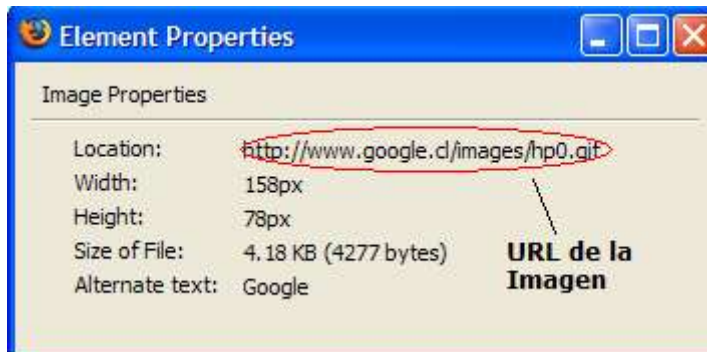 Element Properties
Image Properties
Location: http://www.google.cl/images/hp0.gif
Width: 158px
Height: 78px
Size of File: 4.18 KB (4277 bytes)
Alternate text: Google
URL de la
Imagen